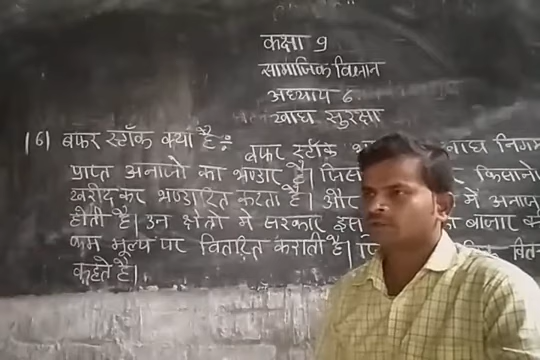 कक्षा 9
सामाजिक विज्ञान
अध्याय 6
खाद्य सुरक्षा
16) बफर स्टॉक क्या है:-
बफर स्टॉक निगम
प्राप्त अनाजो का भण्डार है। किसानो
खरीद कर भण्डारित करता है। और में अनाज
होती है। उन क्षेत्रो में सरकार इस बाजार
कम मूल्य पर वितरित कराती है।
कहते है।